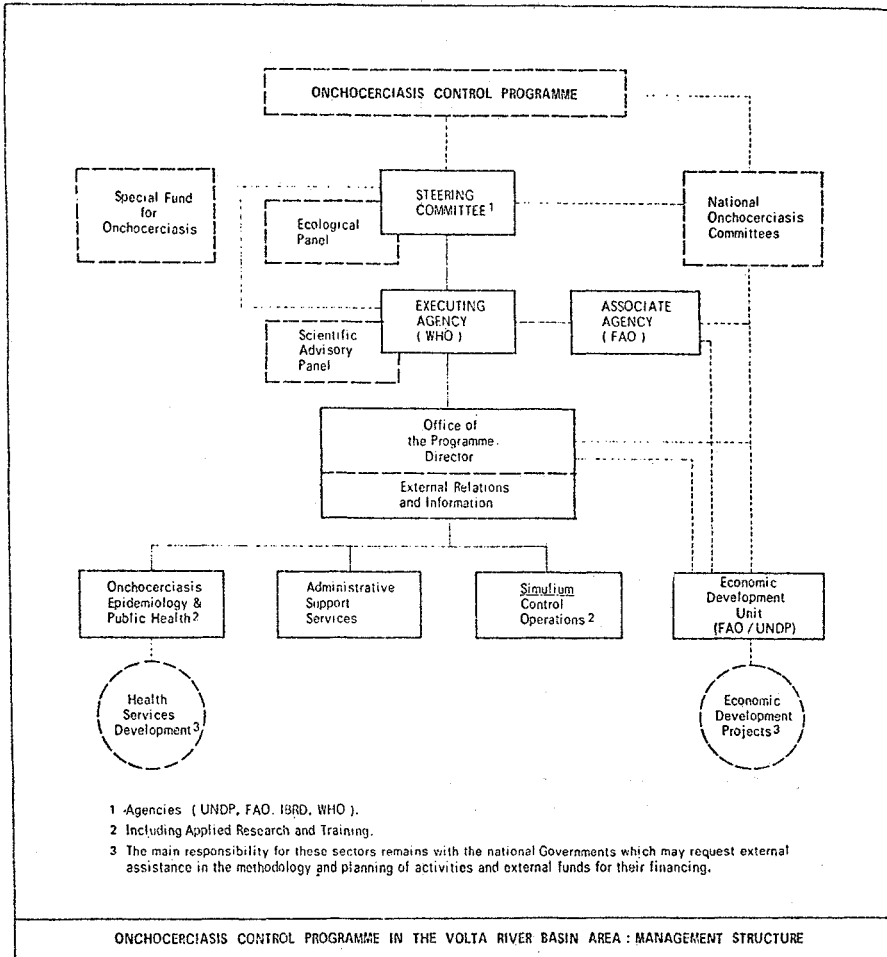 ONCHOCERCIASIS CONTROL PROGRAMME
Special Fund
for
Onchocerciasis
STEERING
COMMITTEE 1
Ecological
Panel
National
Onchocerciasis
Committees
EXECUTING
AGENCY
( WHO )
ASSOCIATE
AGENCY
( FAO )
Scientific
Advisory
Panel
Office of
the Programme.
Director
External Relations
and Information
Onchocerciasis
Epidemiology &
Public Health 2
Administrative
Support
Services
Simulium
Control
Operations 2
Economic
Development
Unit
(FAO / UNDP)
Health
Services
Development 3
Economic
Development
Projects 3
1 Agencies ( UNDP, FAO. IBRD, WHO ).
2 Including Applied Research and Training.
3 The main responsibility for these sectors remains with the national Governments which may request external
assistance in the methodology and planning of activities and external funds for their financing.
ONCHOCERCIASIS CONTROL PROGRAMME IN THE VOLTA RIVER BASIN AREA : MANAGEMENT STRUCTURE